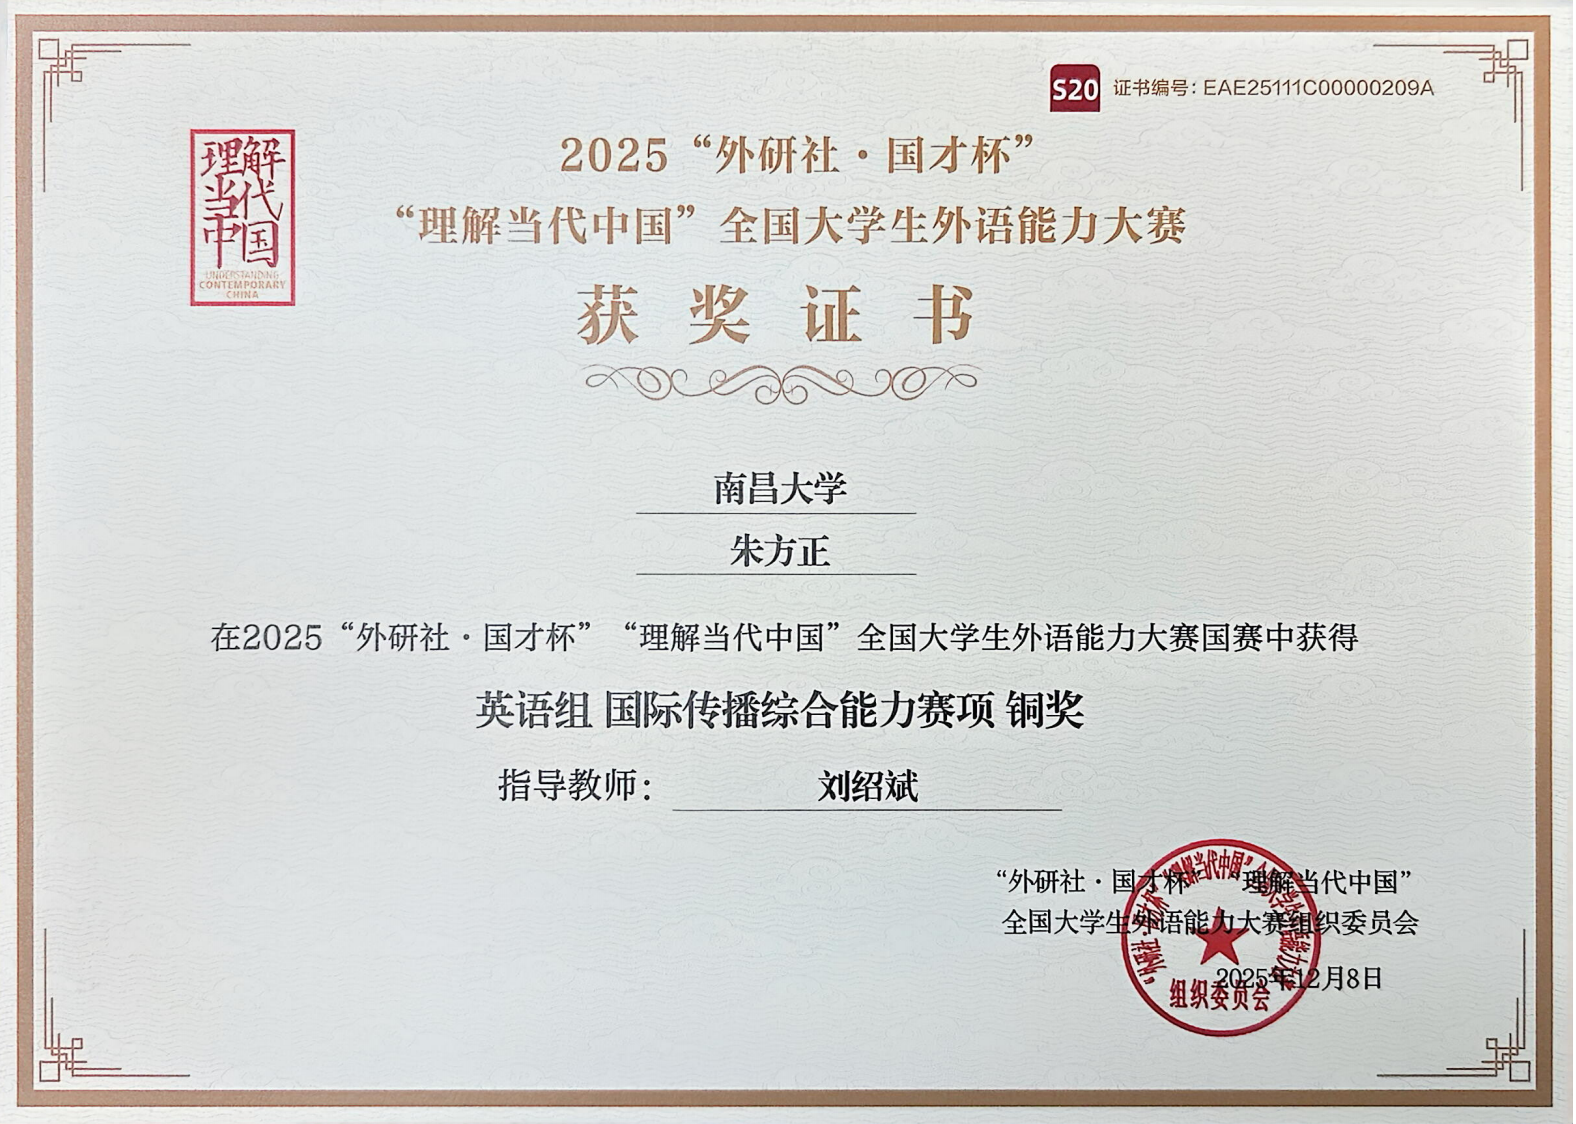 S20 证书编号：EAE25111C00000209A
理解
当代
中国
UNDERSTANDING
CONTEMPORARY
CHINA
2025“外研社·国才杯”
“理解当代中国”全国大学生外语能力大赛
获奖证书
南昌大学
朱方正
在2025“外研社·国才杯”“理解当代中国”全国大学生外语能力大赛国赛中获得
英语组 国际传播综合能力赛项 铜奖
指导教师：刘绍斌
“外研社·国才杯”“理解当代中国”
全国大学生外语能力大赛组织委员会
2025年12月8日
组织委员会